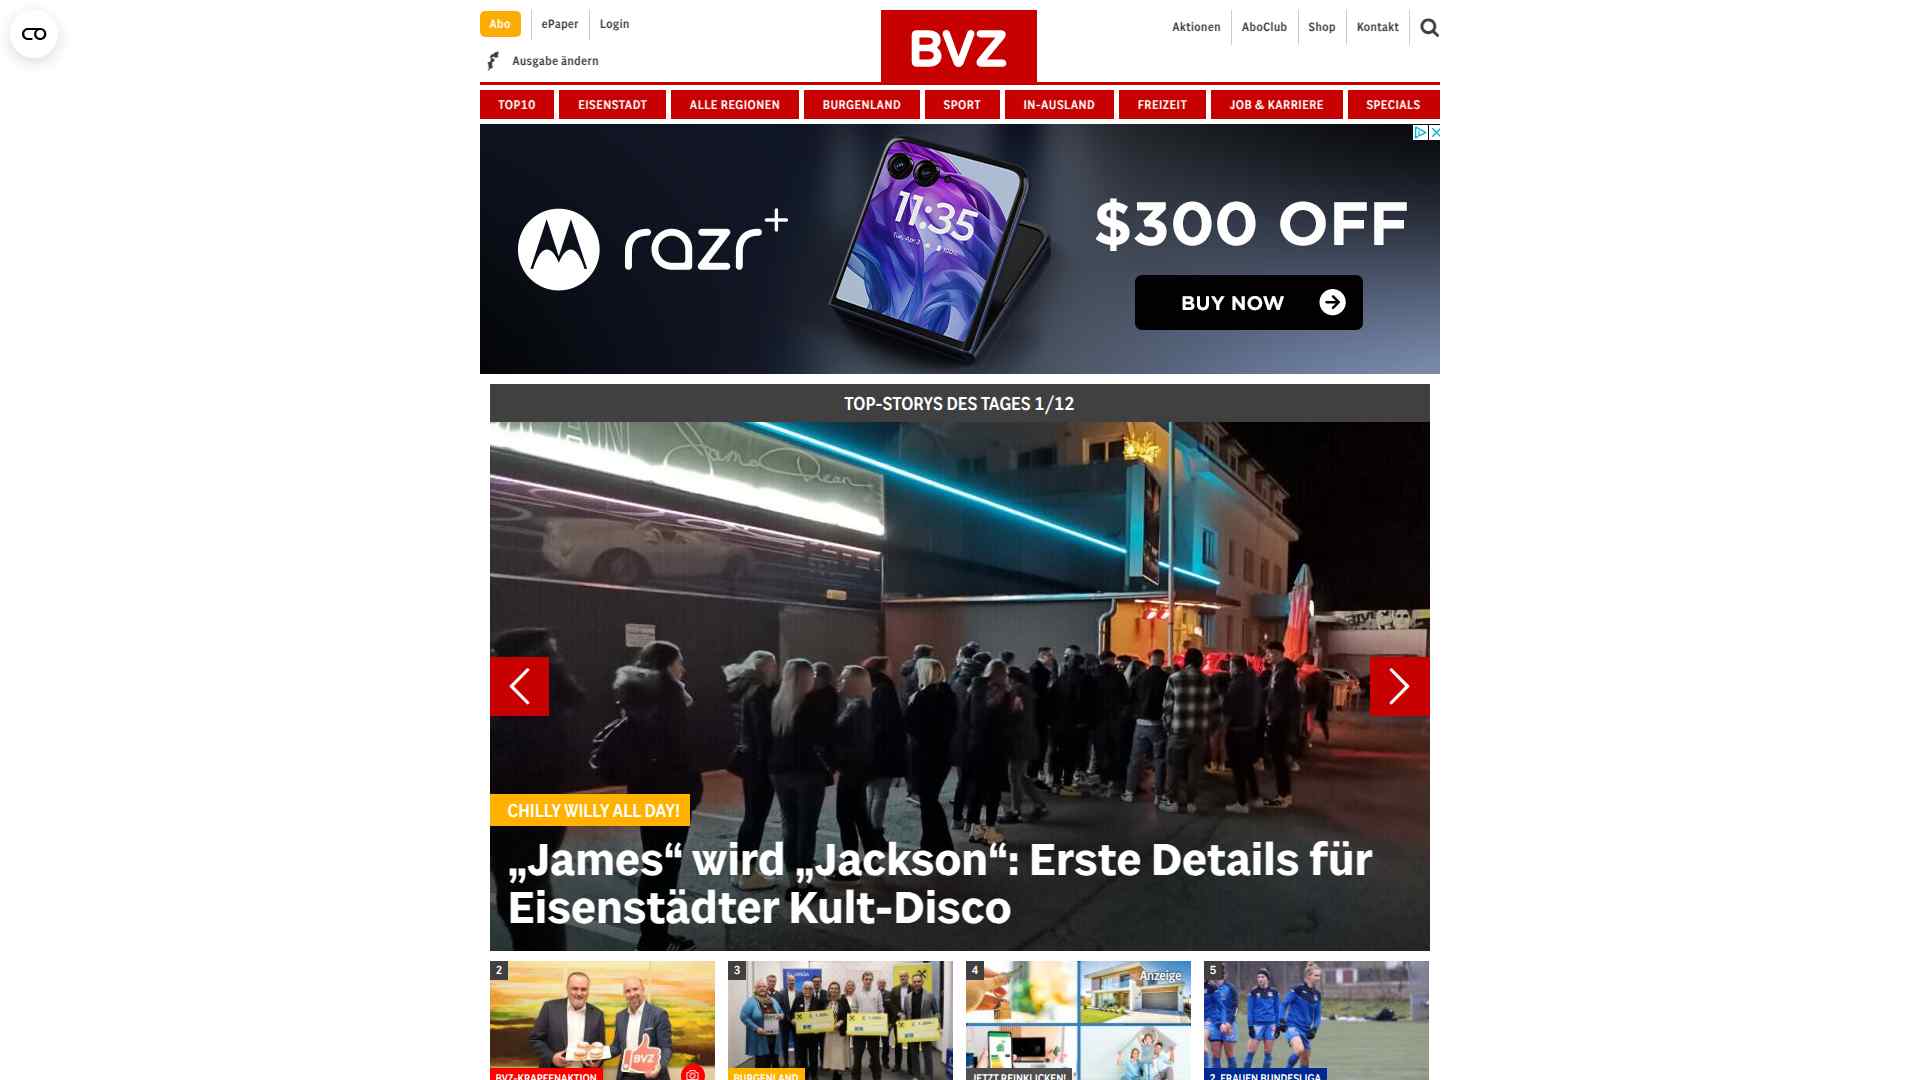 Abo
ePaper
Login
Ausgabe ändern
BVZ
Aktionen
AboClub
Shop
Kontakt
TOP10
EISENSTADT
ALLE REGIONEN
BURGENLAND
SPORT
IN-AUSLAND
FREIZEIT
JOB & KARRIERE
SPECIALS
razr+
11:35
$300 OFF
BUY NOW
TOP-STORYS DES TAGES 1/12
James Dean
CHILLY WILLY ALL DAY!
„James“ wird „Jackson“: Erste Details für
Eisenstädter Kult-Disco
2
3
4
Anzeige
5
BVZ
BVZ-KRAPFENAKTION
BURGENLAND
JETZT REINKLICKEN!
2. FRAUEN BUNDESLIGA